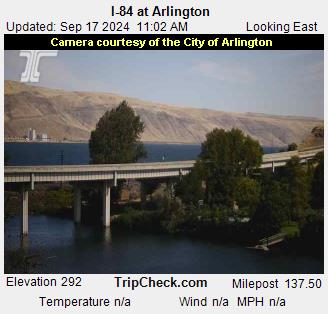 I-84 at Arlington
Updated: Sep 17 2024 11:02 AM Looking East
Camera courtesy of the City of Arlington
Elevation 292 TripCheck.com Milepost 137.50
Temperature n/a Wind n/a MPH n/a